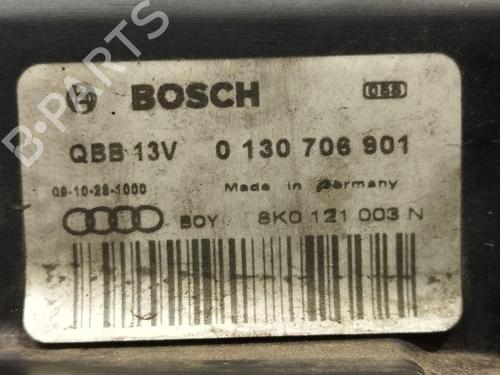 BOSCH
QBB 13V 0 130 706 901
09-10-28-1000 Made in Germany
BOY 8K0 121 003 N
B-PARTS